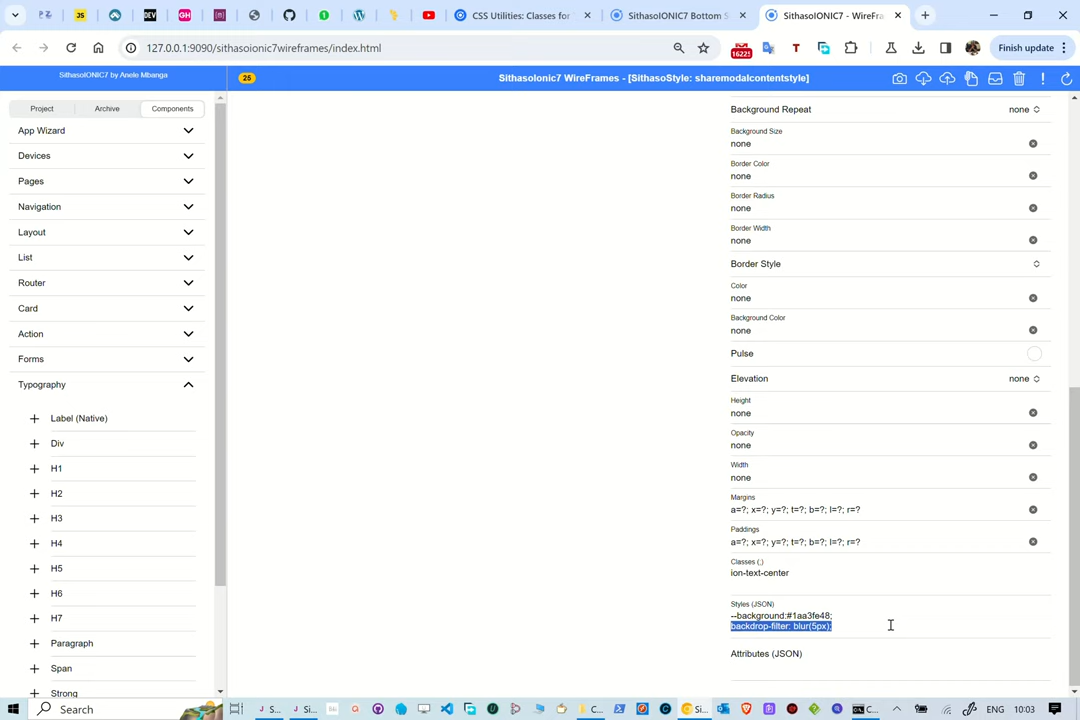 CSS Utilities: Classes for
SithasoIONIC7 Bottom S
SithasoIONIC7 - WireFra
127.0.0.1:9090/sithasoionic7wireframes/index.html
16225
Finish update
SithasoIONIC7 by Anele Mbanga
25
SithasoIonic7 WireFrames - [SithasoStyle: sharemodalcontentstyle]
Project
Archive
Components
App Wizard
Devices
Pages
Navigation
Layout
List
Router
Card
Action
Forms
Typography
Label (Native)
Div
H1
H2
H3
H4
H5
H6
H7
Paragraph
Span
Strong
Background Repeat
none
Background Size
none
Border Color
none
Border Radius
none
Border Width
none
Border Style
Color
none
Background Color
none
Pulse
Elevation
none
Height
none
Opacity
none
Width
none
Margins
a=?; x=?; y=?; t=?; b=?; l=?; r=?
Paddings
a=?; x=?; y=?; t=?; b=?; l=?; r=?
Classes (;)
ion-text-center
Styles (JSON)
--background:#1aa3fe48;
backdrop-filter: blur(5px);
Attributes (JSON)
Search
S...
Si...
C...
Si...
C...
ENG
10:03